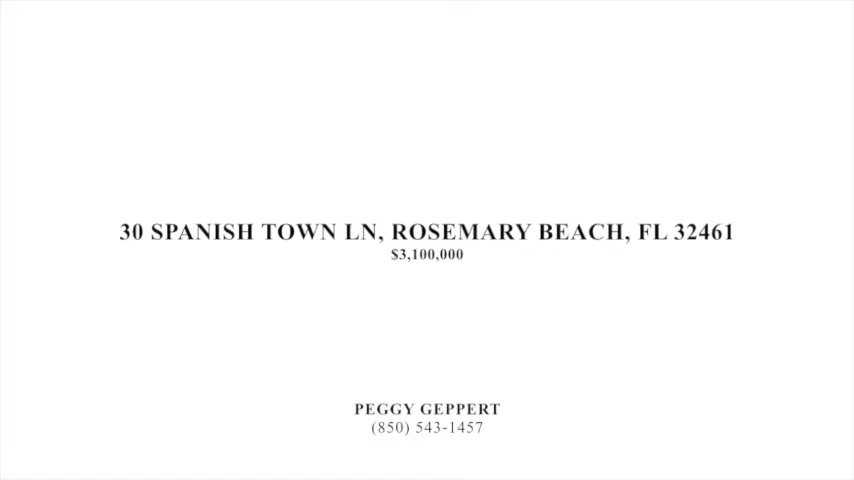 30 SPANISH TOWN LN, ROSEMARY BEACH, FL 32461
$3,100,000
PEGGY GEPPERT
(850) 543-1457